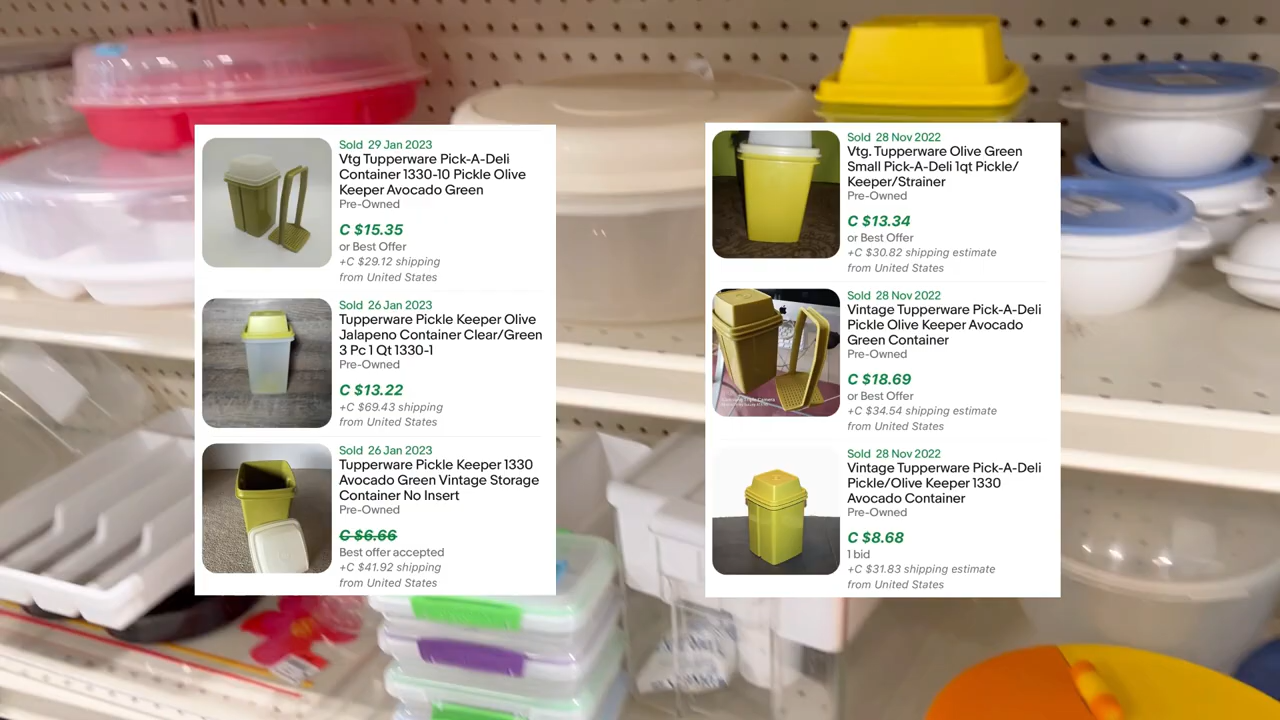 Sold 29 Jan 2023
Vtg Tupperware Pick-A-Deli
Container 1330-10 Pickle Olive
Keeper Avocado Green
Pre-Owned
C $15.35
or Best Offer
+C $29.12 shipping
from United States
Sold 26 Jan 2023
Tupperware Pickle Keeper Olive
Jalapeno Container Clear/Green
3 Pc 1 Qt 1330-1
Pre-Owned
C $13.22
+C $69.43 shipping
from United States
Sold 26 Jan 2023
Tupperware Pickle Keeper 1330
Avocado Green Vintage Storage
Container No Insert
Pre-Owned
C $6.66
Best offer accepted
+C $41.92 shipping
from United States
Sold 28 Nov 2022
Vtg. Tupperware Olive Green
Small Pick-A-Deli 1qt Pickle/
Keeper/Strainer
Pre-Owned
C $13.34
or Best Offer
+C $30.82 shipping estimate
from United States
Sold 28 Nov 2022
Vintage Tupperware Pick-A-Deli
Pickle Olive Keeper Avocado
Green Container
Pre-Owned
C $18.69
or Best Offer
+C $34.54 shipping estimate
from United States
Sold 28 Nov 2022
Vintage Tupperware Pick-A-Deli
Pickle/Olive Keeper 1330
Avocado Container
Pre-Owned
C $8.68
1 bid
+C $31.83 shipping estimate
from United States